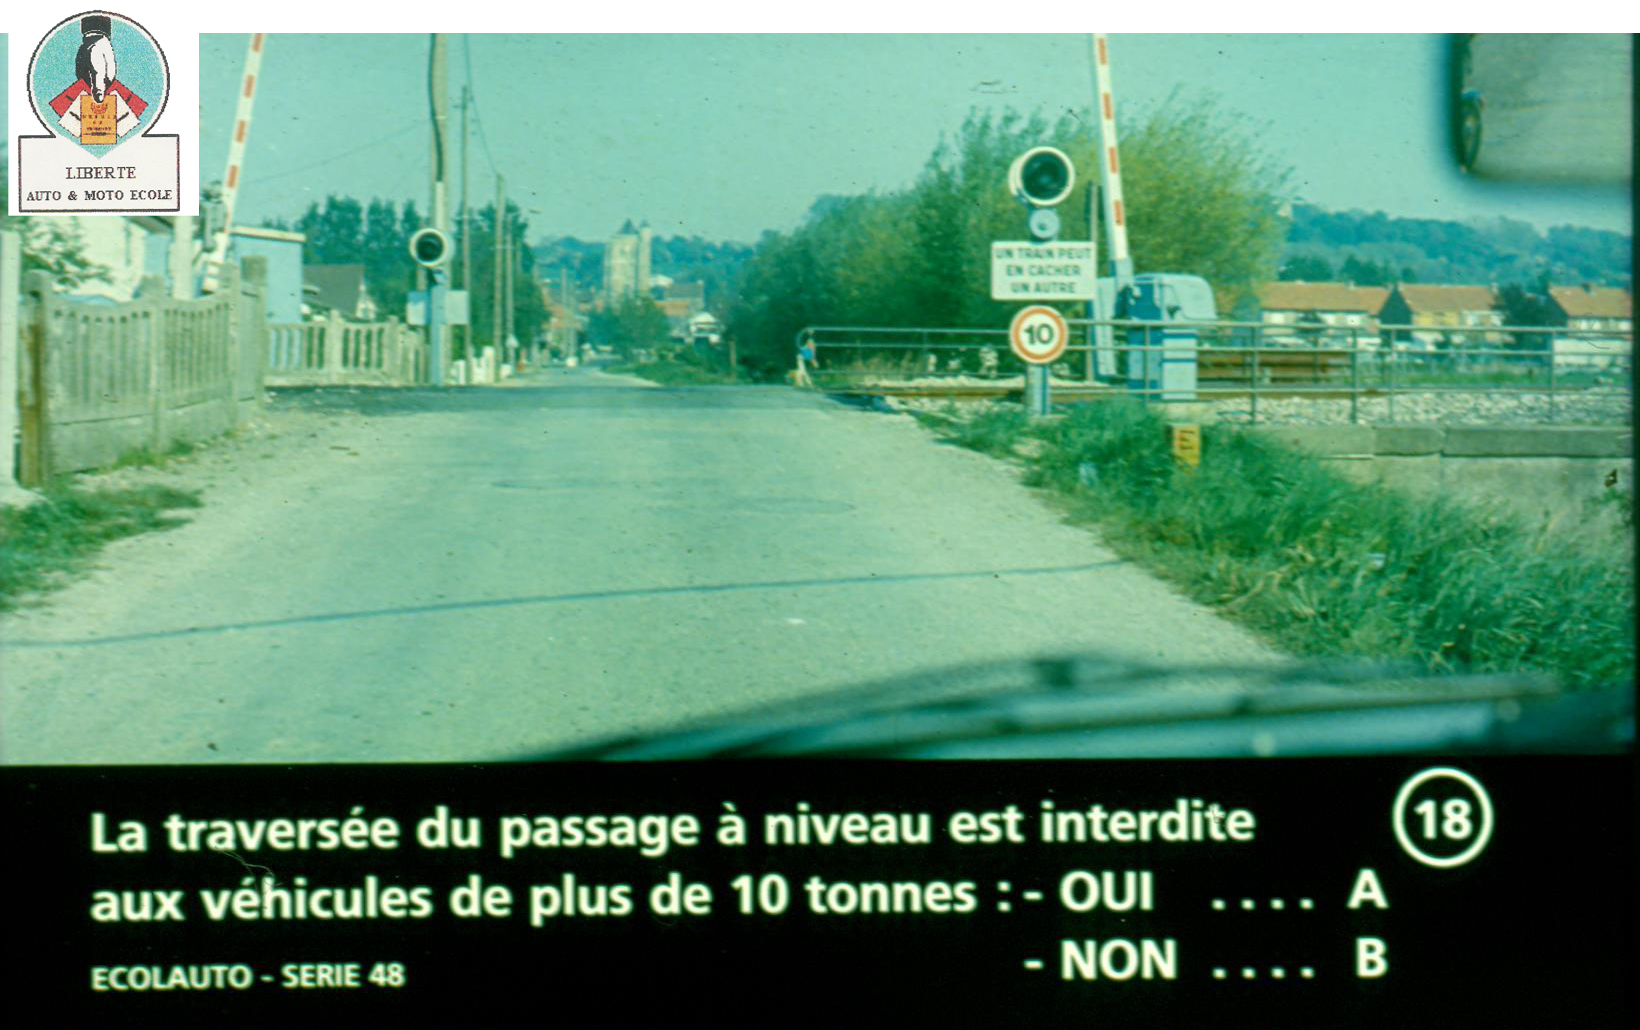 LIBERTE
AUTO & MOTO ECOLE
UN TRAIN PEUT
EN CACHER
UN AUTRE
10
La traversée du passage à niveau est interdite
18
aux véhicules de plus de 10 tonnes : - OUI .... A
- NON .... B
ECOLAUTO - SERIE 48